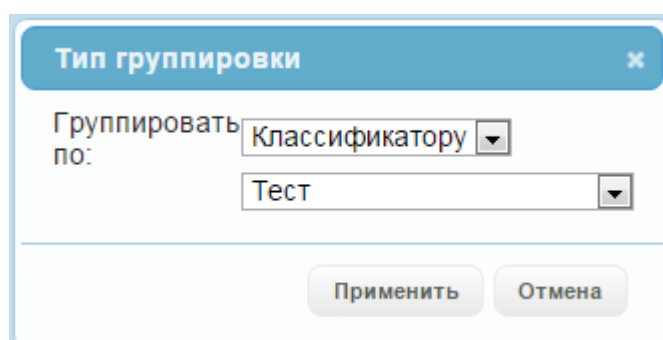 Тип группировки
Группировать
по:
Классификатору
Тест
Применить Отмена